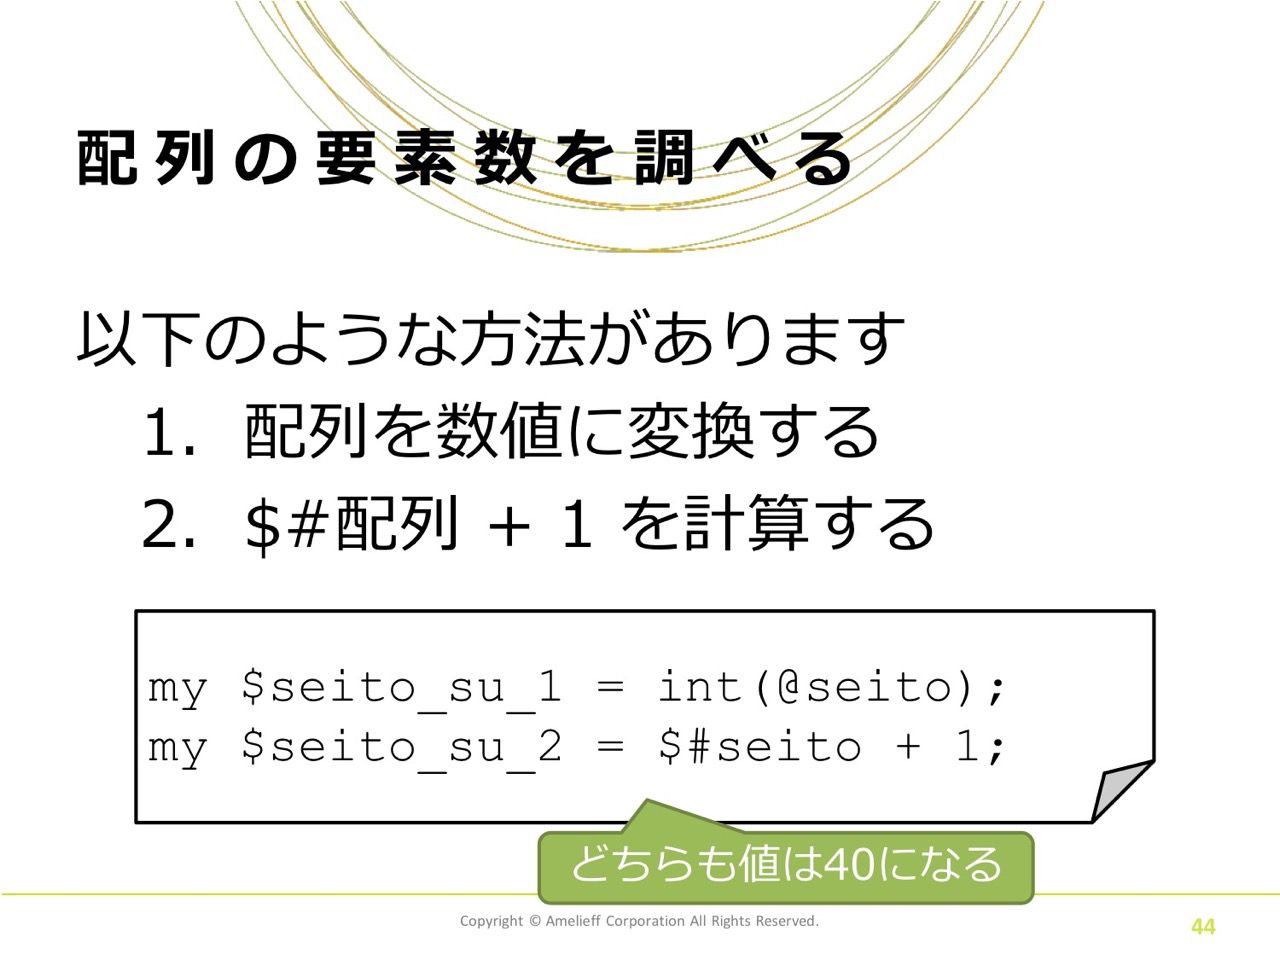 配列の要素数を調べる
以下のような方法があります
1. 配列を数値に変換する
2. $#配列 + 1 を計算する
my $seito_su_1 = int(@seito);
my $seito_su_2 = $#seito + 1;
どちらも値は40になる
Copyright © Amelieff Corporation All Rights Reserved.
44